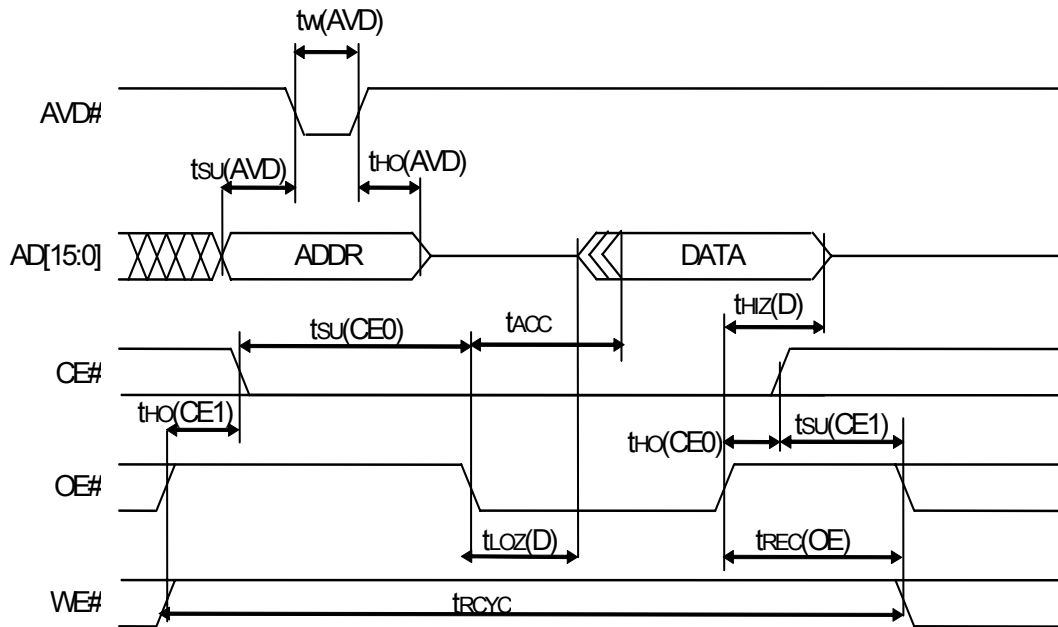 tW(AVD)
AVD#
tSU(AVD)
tHO(AVD)
AD[15:0]
ADDR
DATA
tHIZ(D)
tSU(CE0)
tACC
CE#
tHO(CE1)
tHO(CE0)
tSU(CE1)
OE#
tLOZ(D)
tREC(OE)
WE#
tRCYC